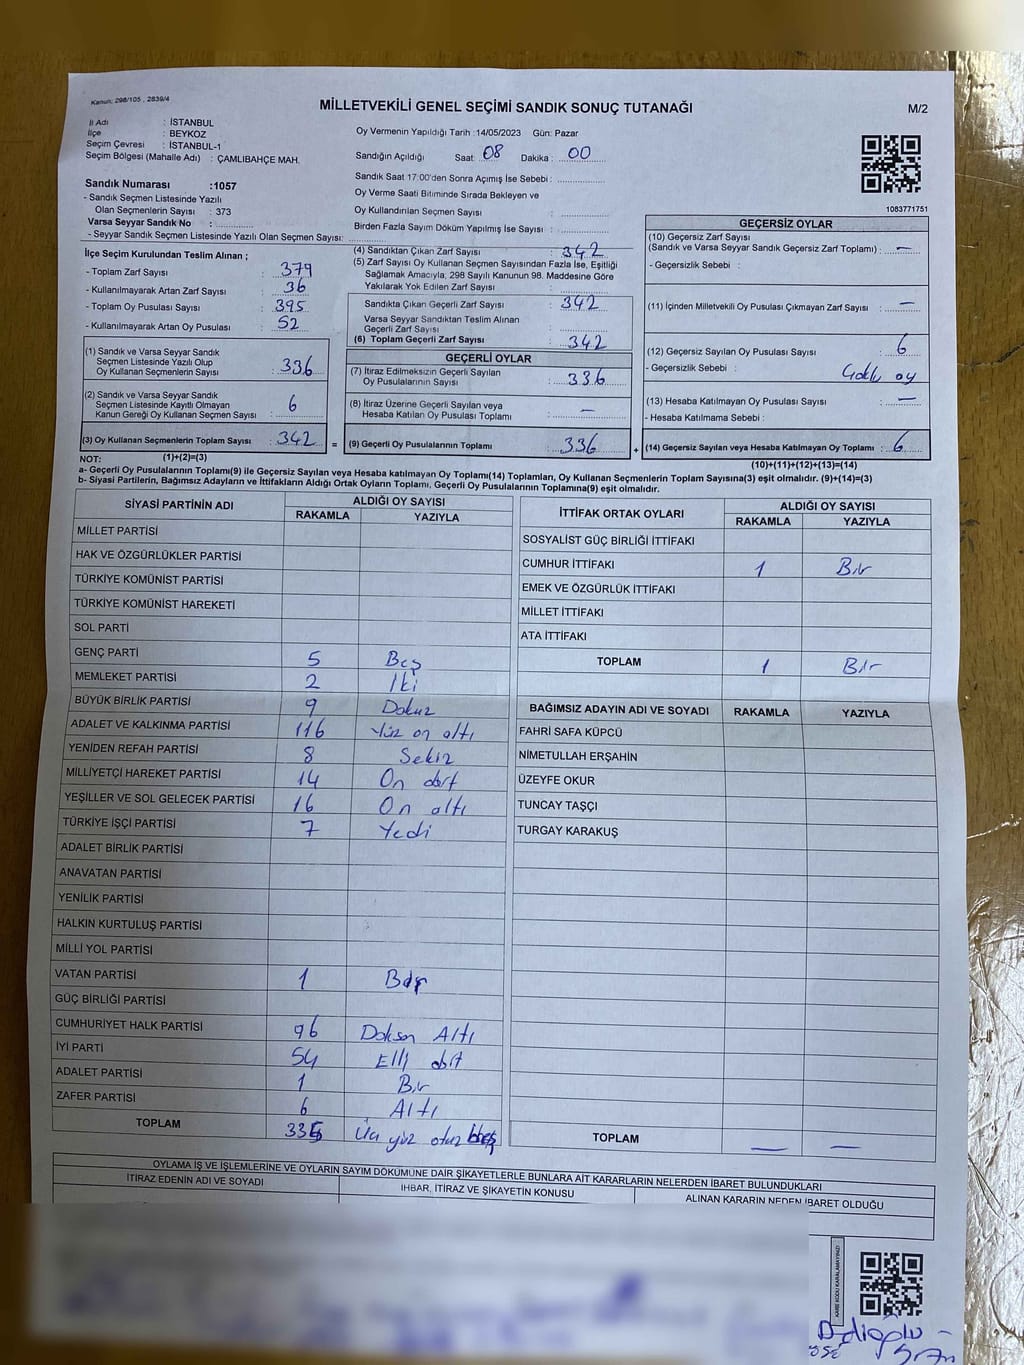 Kanun: 298/105 , 2839/4
MİLLETVEKİLİ GENEL SEÇİMİ SANDIK SONUÇ TUTANAĞI
M/2
İl Adı : İSTANBUL
İlçe : BEYKOZ
Seçim Çevresi : İSTANBUL-1
Seçim Bölgesi (Mahalle Adı) : ÇAMLIBAHÇE MAH.
Oy Vermenin Yapıldığı Tarih :14/05/2023 Gün: Pazar
Sandığın Açıldığı Saat 08 Dakika : 00
Sandık Saat 17:00'den Sonra Açımış İse Sebebi :
Oy Verme Saati Bitiminde Sırada Bekleyen ve
Oy Kullandırılan Seçmen Sayısı :
Birden Fazla Sayım Döküm Yapılmış İse Sayısı :
1083771751
Sandık Numarası :1057
- Sandık Seçmen Listesinde Yazılı
Olan Seçmenlerin Sayısı : 373
Varsa Seyyar Sandık No :
- Seyyar Sandık Seçmen Listesinde Yazılı Olan Seçmen Sayısı:
İlçe Seçim Kurulundan Teslim Alınan ;
- Toplam Zarf Sayısı : 379
- Kullanılmayarak Artan Zarf Sayısı : 36
- Toplam Oy Pusulası Sayısı : 395
- Kullanılmayarak Artan Oy Pusulası : 52
(1) Sandık ve Varsa Seyyar Sandık
Seçmen Listesinde Yazılı Olup
Oy Kullanan Seçmenlerin Sayısı : 336
(2) Sandık ve Varsa Seyyar Sandık
Seçmen Listesinde Kayıtlı Olmayan
Kanun Gereği Oy Kullanan Seçmen Sayısı : 6
(3) Oy Kullanan Seçmenlerin Toplam Sayısı : 342 =
(4) Sandıktan Çıkan Zarf Sayısı : 342
(5) Zarf Sayısı Oy Kullanan Seçmen Sayısından Fazla İse, Eşitliği
Sağlamak Amacıyla, 298 Sayılı Kanunun 98. Maddesine Göre
Yakılarak Yok Edilen Zarf Sayısı :
Sandıkta Çıkan Geçerli Zarf Sayısı : 342
Varsa Seyyar Sandıktan Teslim Alınan
Geçerli Zarf Sayısı :
(6) Toplam Geçerli Zarf Sayısı : 342
GEÇERLİ OYLAR
(7) İtiraz Edilmeksizin Geçerli Sayılan
Oy Pusulalarının Sayısı : 336
(8) İtiraz Üzerine Geçerli Sayılan veya
Hesaba Katılan Oy Pusulası Toplamı : —
(9) Geçerli Oy Pusulalarının Toplamı : 336 +
GEÇERSİZ OYLAR
(10) Geçersiz Zarf Sayısı
(Sandık ve Varsa Seyyar Sandık Geçersiz Zarf Toplamı) : —
- Geçersizlik Sebebi :
(11) İçinden Milletvekili Oy Pusulası Çıkmayan Zarf Sayısı : —
(12) Geçersiz Sayılan Oy Pusulası Sayısı : 6
- Geçersizlik Sebebi : Çoklu oy
(13) Hesaba Katılmayan Oy Pusulası Sayısı : —
- Hesaba Katılmama Sebebi :
(14) Geçersiz Sayılan veya Hesaba Katılmayan Oy Toplamı : 6
NOT: (1)+(2)=(3)
(10)+(11)+(12)+(13)=(14)
a- Geçerli Oy Pusulalarının Toplamı(9) ile Geçersiz Sayılan veya Hesaba katılmayan Oy Toplamı(14) Toplamları, Oy Kullanan Seçmenlerin Toplam Sayısına(3) eşit olmalıdır. (9)+(14)=(3)
b- Siyasi Partilerin, Bağımsız Adayların ve İttifakların Aldığı Ortak Oyların Toplamı, Geçerli Oy Pusulalarının Toplamına(9) eşit olmalıdır.
SİYASİ PARTİNİN ADI ALDIĞI OY SAYISI
RAKAMLA YAZIYLA
MİLLET PARTİSİ
HAK VE ÖZGÜRLÜKLER PARTİSİ
TÜRKİYE KOMÜNİST PARTİSİ
TÜRKİYE KOMÜNİST HAREKETİ
SOL PARTİ
GENÇ PARTİ 5 Beş
MEMLEKET PARTİSİ 2 İki
BÜYÜK BİRLİK PARTİSİ 9 Dokuz
ADALET VE KALKINMA PARTİSİ 116 Yüz on altı
YENİDEN REFAH PARTİSİ 8 Sekiz
MİLLİYETÇİ HAREKET PARTİSİ 14 On dört
YEŞİLLER VE SOL GELECEK PARTİSİ 16 On altı
TÜRKİYE İŞÇİ PARTİSİ 7 Yedi
ADALET BİRLİK PARTİSİ
ANAVATAN PARTİSİ
YENİLİK PARTİSİ
HALKIN KURTULUŞ PARTİSİ
MİLLİ YOL PARTİSİ
VATAN PARTİSİ 1
GÜÇ BİRLİĞİ PARTİSİ
CUMHURİYET HALK PARTİSİ 96 Doksan Altı
İYİ PARTİ 54 Elli dört
ADALET PARTİSİ 1 Bir
ZAFER PARTİSİ 6 Altı
TOPLAM 335 Üç yüz otuz beş
İTTİFAK ORTAK OYLARI ALDIĞI OY SAYISI
RAKAMLA YAZIYLA
SOSYALİST GÜÇ BİRLİĞİ İTTİFAKI
CUMHUR İTTİFAKI 1 Bir
EMEK VE ÖZGÜRLÜK İTTİFAKI
MİLLET İTTİFAKI
ATA İTTİFAKI
TOPLAM 1 Bir
BAĞIMSIZ ADAYIN ADI VE SOYADI RAKAMLA YAZIYLA
FAHRİ SAFA KÜPCÜ
NİMETULLAH ERŞAHİN
ÜZEYFE OKUR
TUNCAY TAŞÇI
TURGAY KARAKUŞ
TOPLAM — —
OYLAMA İŞ VE İŞLEMLERİNE VE OYLARIN SAYIM DÖKÜMÜNE DAİR ŞİKAYETLERLE BUNLARA AİT KARARLARIN NELERDEN İBARET BULUNDUKLARI
İTİRAZ EDENİN ADI VE SOYADI İHBAR, İTİRAZ VE ŞİKAYETİN KONUSU ALINAN KARARIN NEDEN İBARET OLDUĞU
KARE KODU KARALAMAYINIZ!